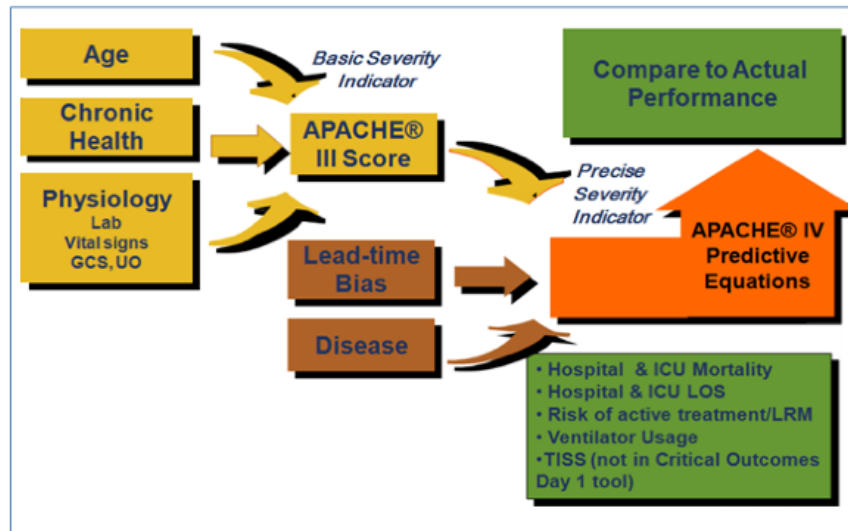 Age
Basic Severity
Indicator
Compare to Actual
Performance
Chronic
Health
APACHE® 
III Score
Physiology
Lab
Vital signs
GCS, UO
Precise
Severity
Indicator
APACHE® IV
Predictive
Equations
Lead-time
Bias
Disease
• Hospital & ICU Mortality
• Hospital & ICU LOS
• Risk of active treatment/LRM
• Ventilator Usage
•TISS (not in Critical Outcomes
Day 1 tool)